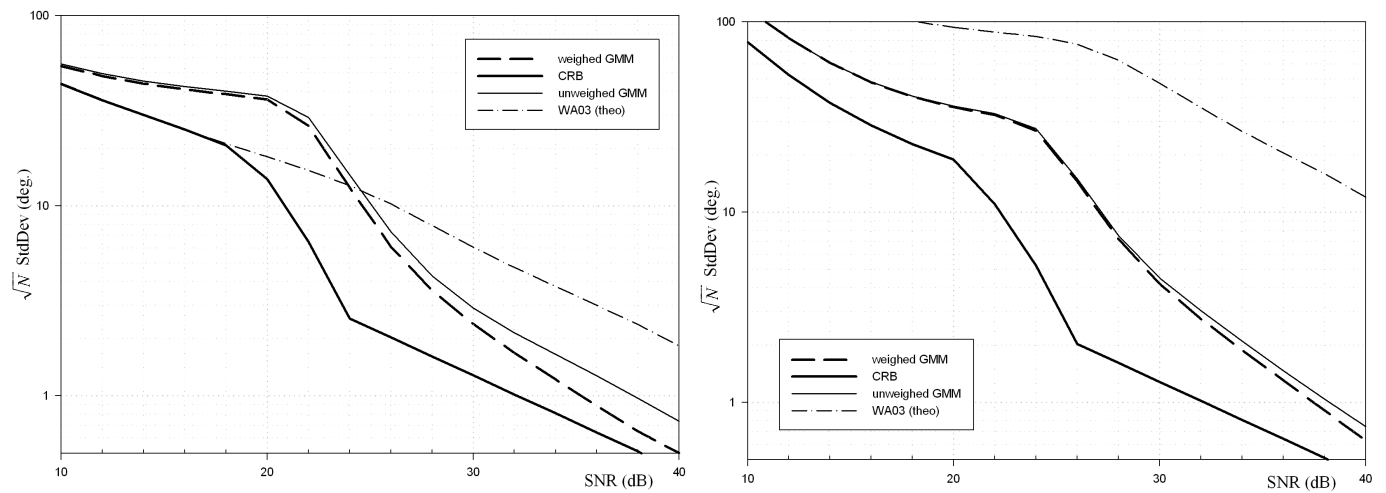 100
10
1
√N StdDev (deg.)
10
20
30
40
SNR (dB)
weighed GMM
CRB
unweighed GMM
WA03 (theo)
100
10
1
√N StdDev (deg.)
10
20
30
40
SNR (dB)
weighed GMM
CRB
unweighed GMM
WA03 (theo)